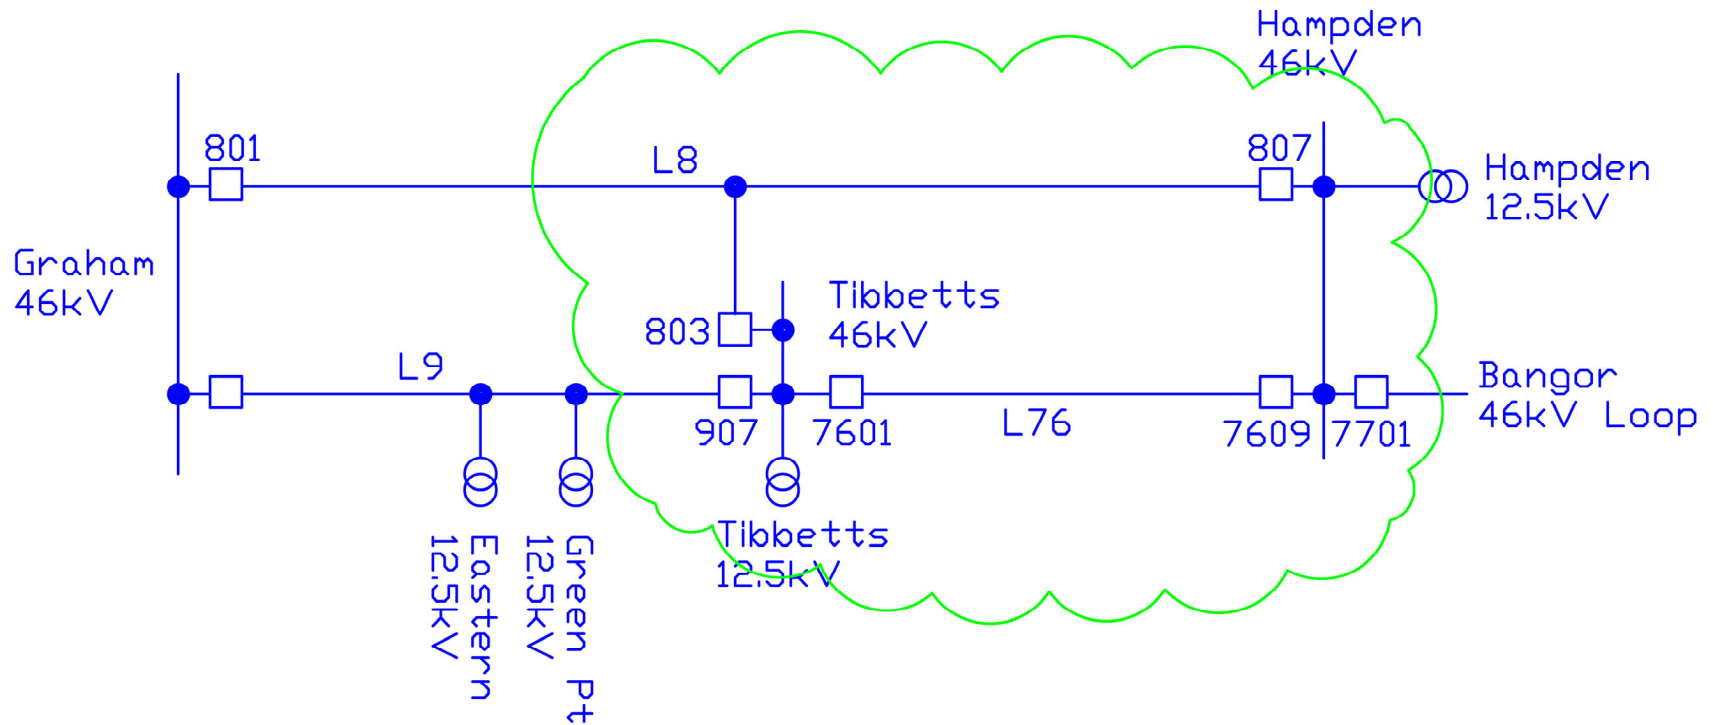 Hampden
46kV
801
L8
807
Hampden
12.5kV
Graham
46kV
Tibbetts
46kV
803
L9
Bangor
46kV Loop
907
7601
L76
7609
7701
Tibbetts
12.5kV
Eastern
12.5kV
Green Pt
12.5kV